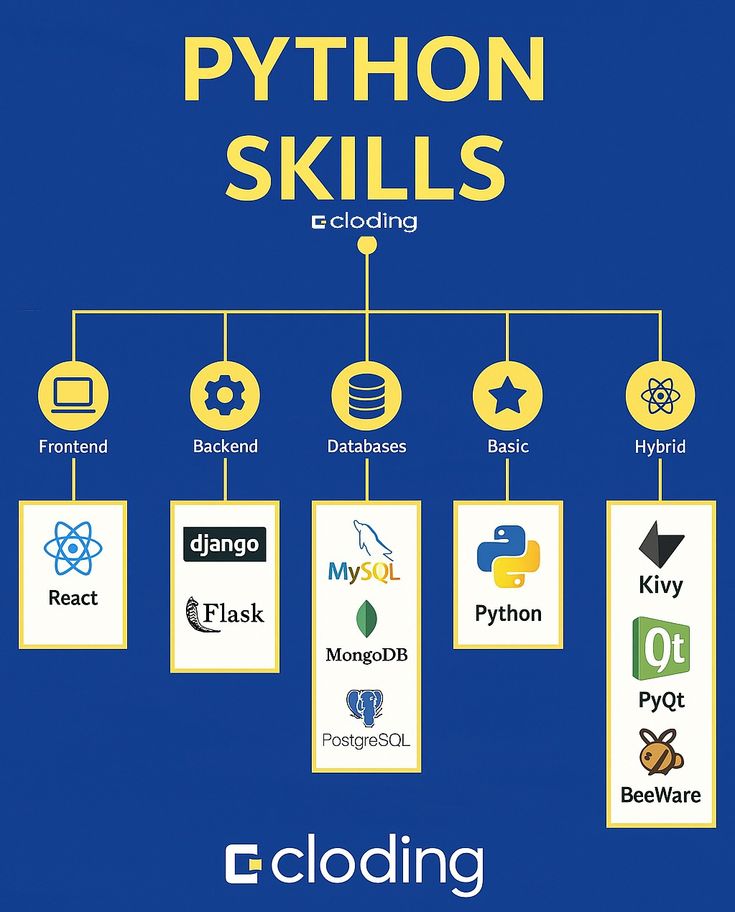 PYTHON
SKILLS
cloding
Frontend
Backend
Databases
Basic
Hybrid
React
django
Flask
MySQL
MongoDB
PostgreSQL
Python
Kivy
Qt
PyQt
BeeWare
cloding